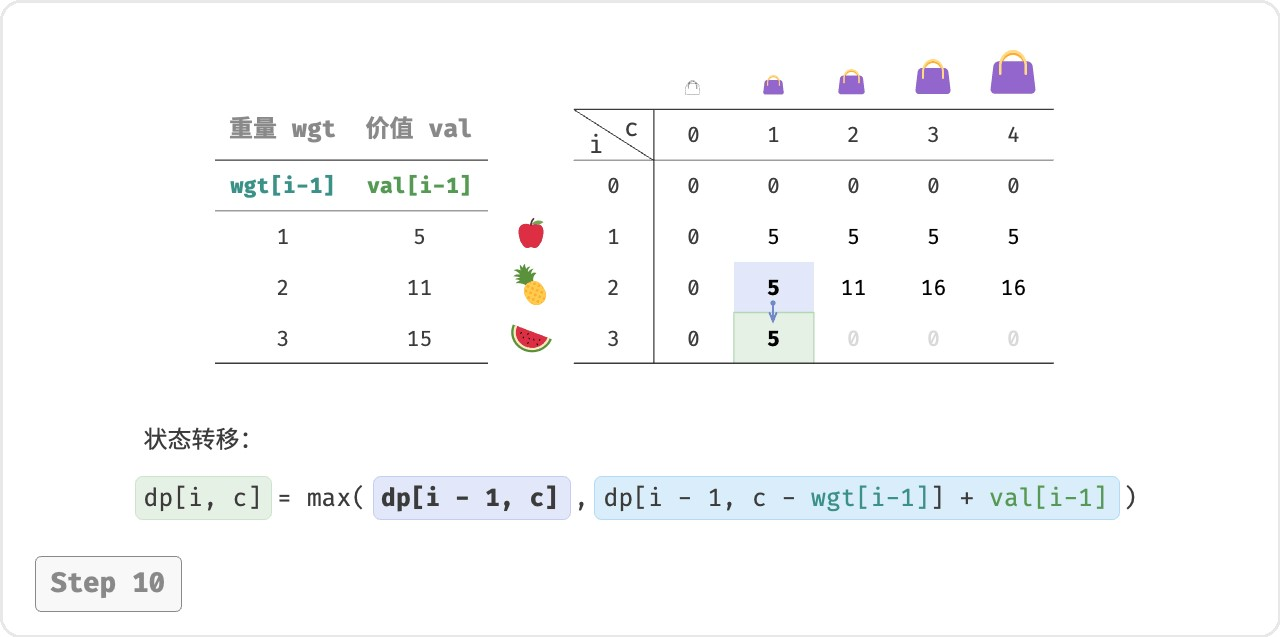 重量 wgt 价值 val
wgt[i-1] val[i-1]
1 5
2 11
3 15
i c 0 1 2 3 4
0 0 0 0 0 0
1 0 5 5 5 5
2 0 5 11 16 16
3 0 5 0 0 0
状态转移：
dp[i, c] = max( dp[i - 1, c] , dp[i - 1, c - wgt[i-1]] + val[i-1] )
Step 10